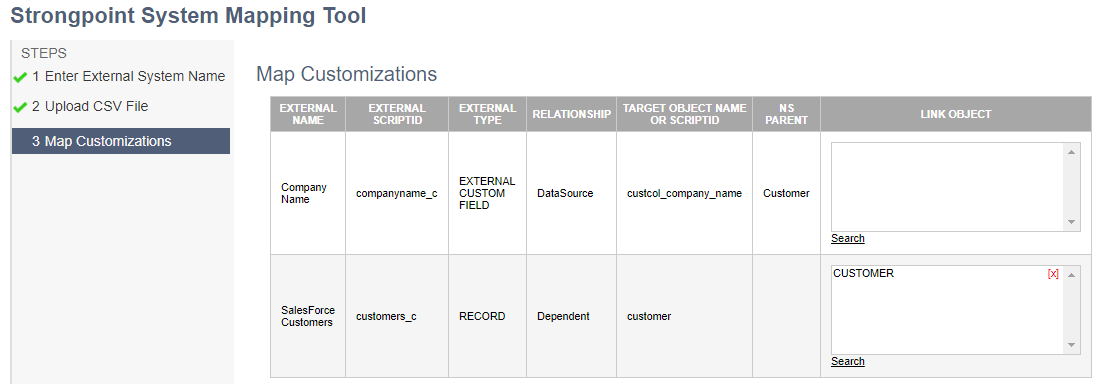 Strongpoint System Mapping Tool
STEPS
1 Enter External System Name
2 Upload CSV File
3 Map Customizations
Map Customizations
EXTERNAL NAME
EXTERNAL SCRIPTID
EXTERNAL TYPE
RELATIONSHIP
TARGET OBJECT NAME OR SCRIPTID
NS PARENT
LINK OBJECT
Company Name
companyname_c
EXTERNAL CUSTOM FIELD
DataSource
custcol_company_name
Customer
Search
SalesForce Customers
customers_c
RECORD
Dependent
customer
CUSTOMER [x]
Search